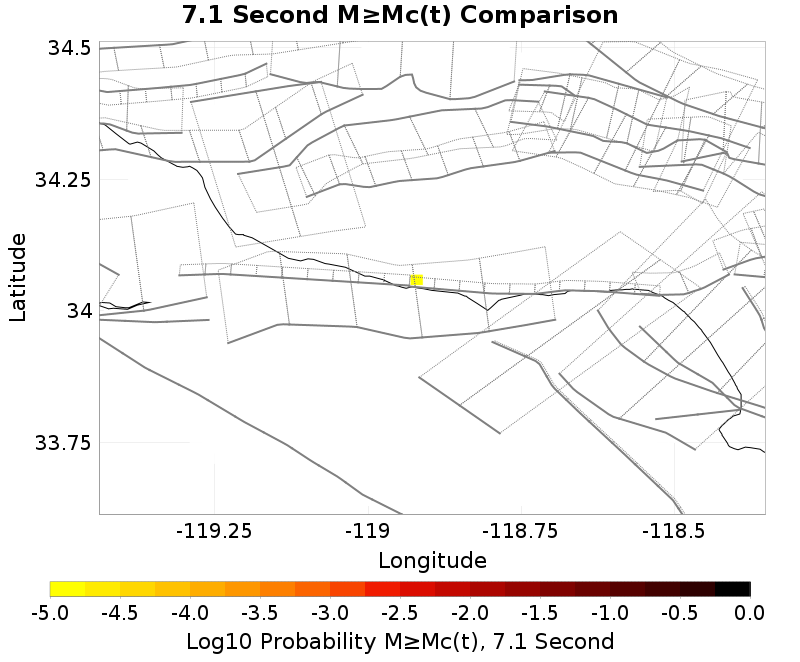 7.1 Second M≥Mc(t) Comparison
34.5
34.25
34
33.75
Latitude
-119.25 -119 -118.75 -118.5
Longitude
-5.0 -4.5 -4.0 -3.5 -3.0 -2.5 -2.0 -1.5 -1.0 -0.5 0.0
Log10 Probability M≥Mc(t), 7.1 Second